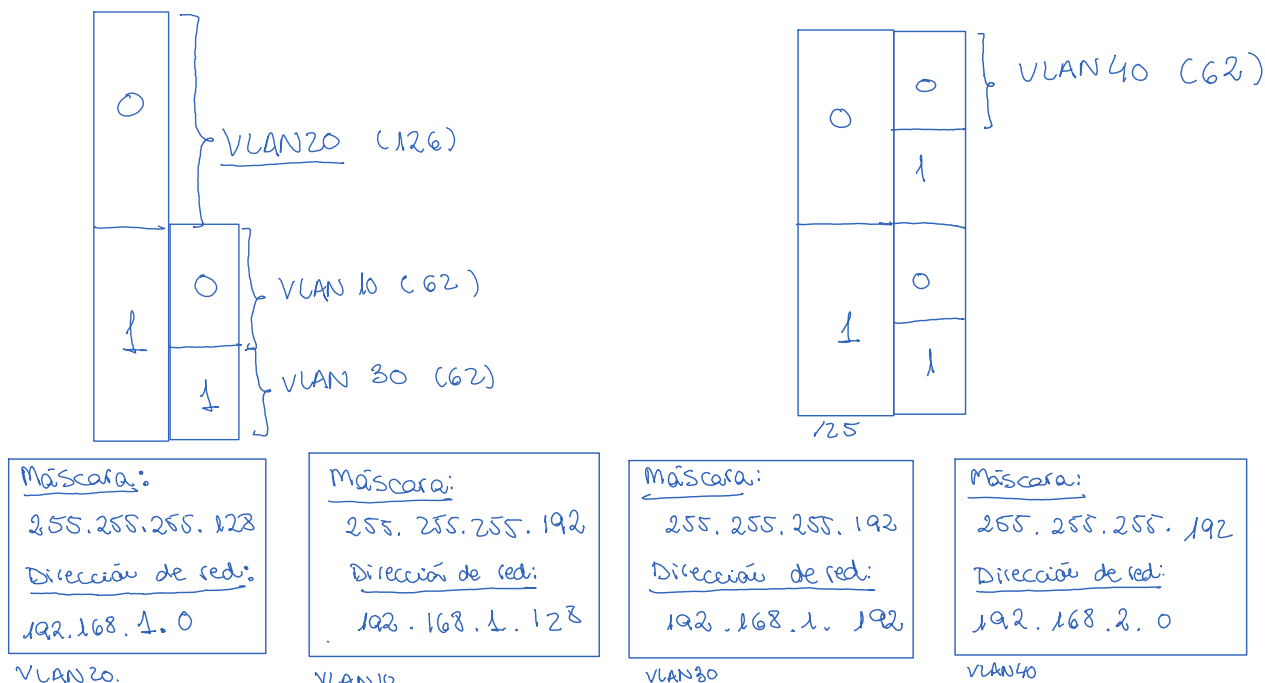 0
VLAN20 (126)
1
0
VLAN 10 (62)
1
VLAN 30 (62)
0
0
VLAN40 (62)
1
1
0
1
125
Máscara:
255.255.255.128
Dirección de red:
192.168.1.0
VLAN20.
Máscara:
255.255.255.192
Dirección de red:
192.168.1.128
VLAN10
Máscara:
255.255.255.192
Dirección de red:
192.168.1.192
VLAN30
Máscara:
255.255.255.192
Dirección de red:
192.168.2.0
VLAN40